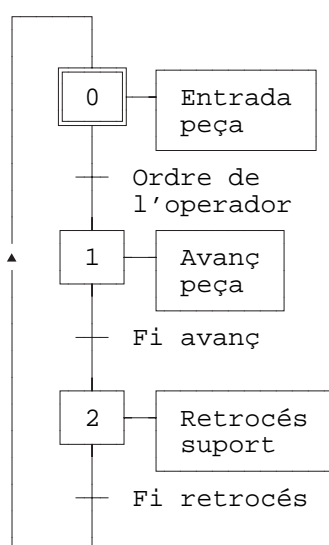 0
Entrada
peça
Ordre de
l'operador
1
Avanç
peça
Fi avanç
2
Retrocés
suport
Fi retrocés